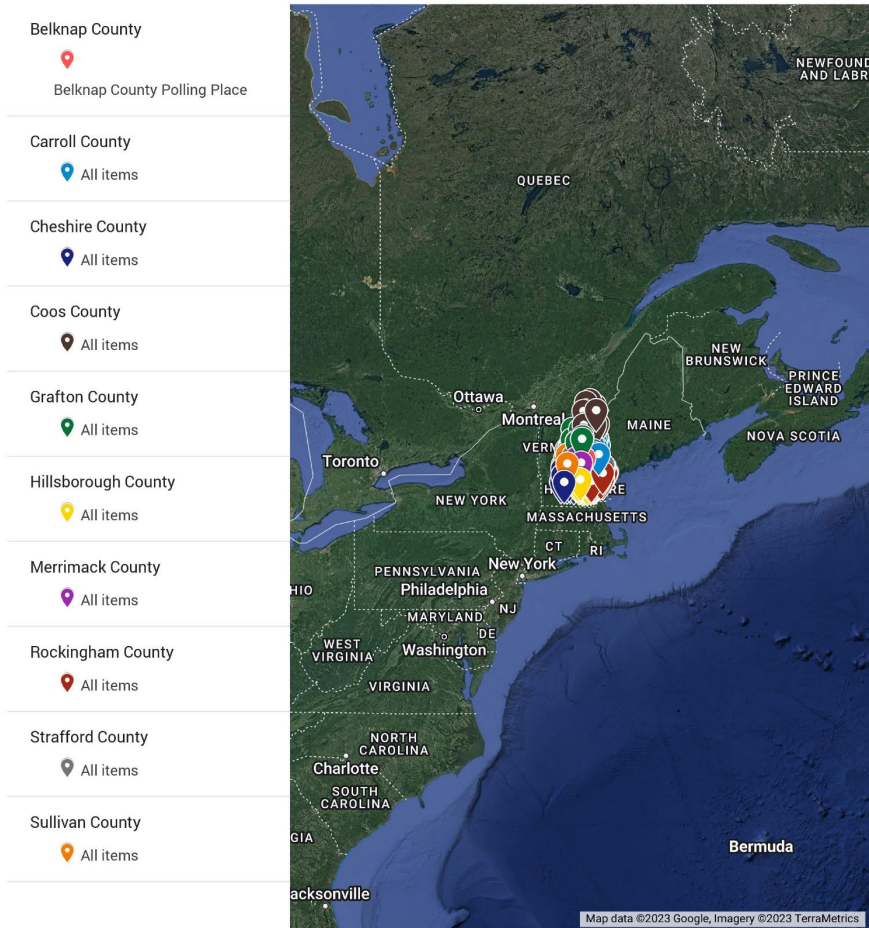 Belknap County
Belknap County Polling Place
Carroll County
All items
Cheshire County
All items
Coos County
All items
Grafton County
All items
Hillsborough County
All items
Merrimack County
All items
Rockingham County
All items
Strafford County
All items
Sullivan County
All items
NEWFOUND
AND LABR
QUEBEC
NEW
BRUNSWICK
PRINCE
EDWARD
ISLAND
Ottawa
Montreal
MAINE
NOVA SCOTIA
VERM
Toronto
NEW YORK
H
RE
MASSACHUSETTS
CT
RI
New York
PENNSYLVANIA
HIO
Philadelphia
NJ
MARYLAND
DE
WEST
VIRGINIA
Washington
VIRGINIA
NORTH
CAROLINA
Charlotte
SOUTH
CAROLINA
GIA
Bermuda
acksonville
Map data ©2023 Google, Imagery ©2023 TerraMetrics